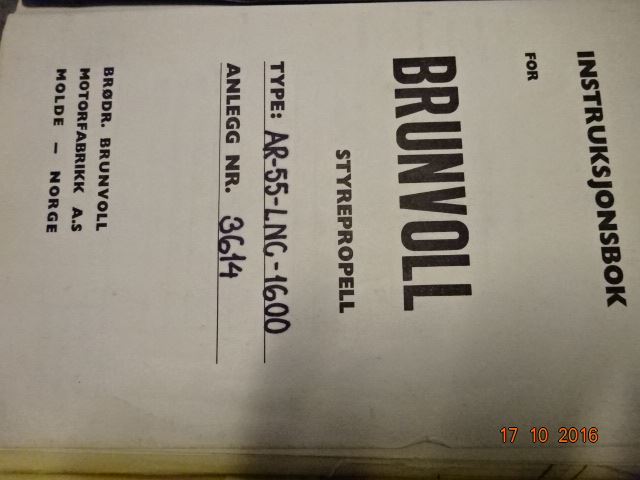 INSTRUKSJONSBOK
FOR
BRUNVOLL
STYREPROPELL
TYPE: AR-55-LNC-1600
ANLEGG NR. 3614
BRØDR. BRUNVOLL
MOTORFABRIKK A.S
MOLDE - NORGE
17 10 2016